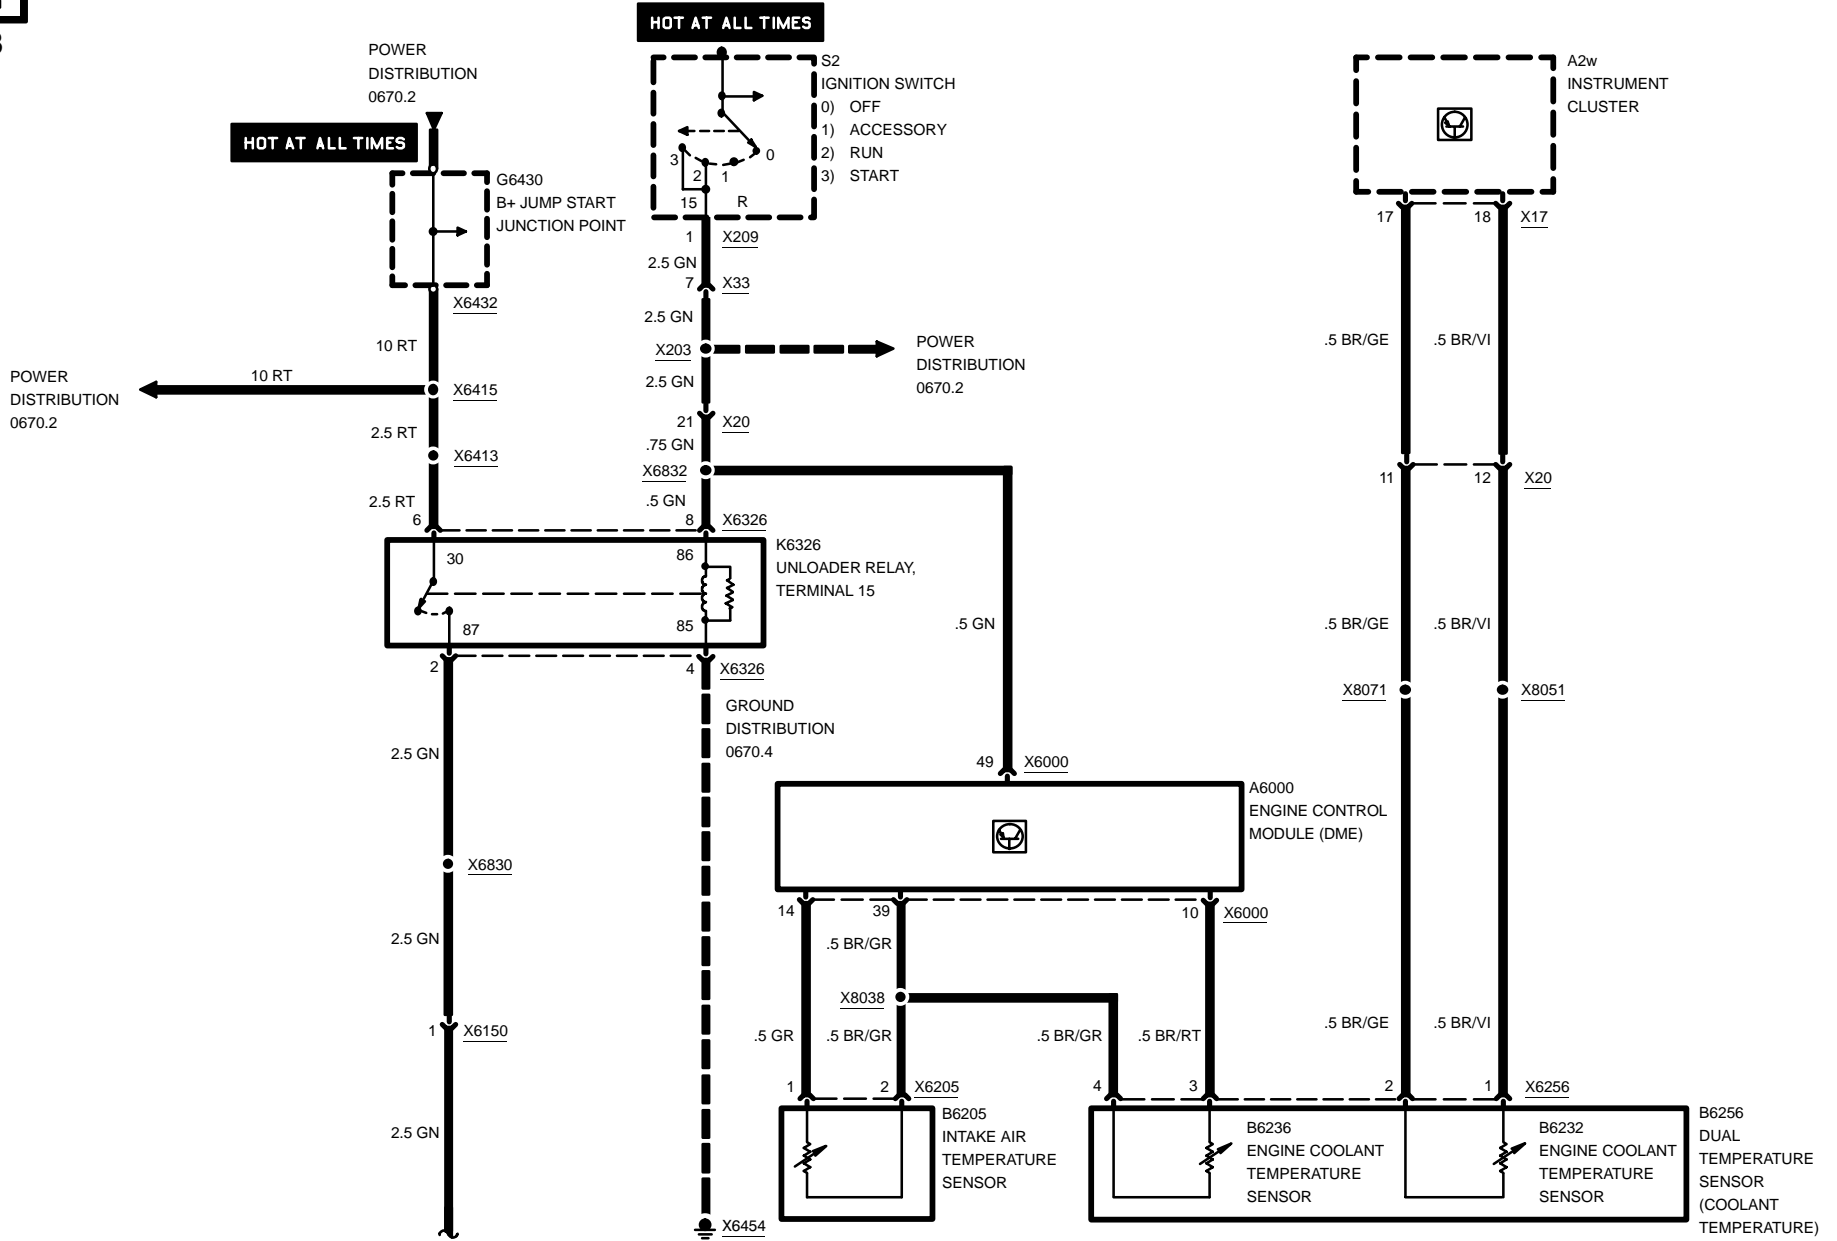 HOT AT ALL TIMES
POWER
DISTRIBUTION
0670.2
HOT AT ALL TIMES
G6430
B+ JUMP START
JUNCTION POINT
X6432
10 RT
10 RT
POWER
DISTRIBUTION
0670.2
X6415
2.5 RT
X6413
2.5 RT
6
S2
IGNITION SWITCH
0) OFF
1) ACCESSORY
2) RUN
3) START
3
2
1
0
15
R
1
X209
2.5 GN
7
X33
2.5 GN
X203
POWER
DISTRIBUTION
0670.2
2.5 GN
21
X20
.75 GN
X6832
.5 GN
8
X6326
K6326
UNLOADER RELAY,
TERMINAL 15
30
86
87
85
2
4
X6326
GROUND
DISTRIBUTION
0670.4
2.5 GN
X6830
2.5 GN
1
X6150
2.5 GN
X6454
.5 GN
49
X6000
A6000
ENGINE CONTROL
MODULE (DME)
14
39
10
X6000
.5 BR/GR
X8038
.5 GR
.5 BR/GR
.5 BR/GR
.5 BR/RT
1
2
X6205
B6205
INTAKE AIR
TEMPERATURE
SENSOR
A2w
INSTRUMENT
CLUSTER
17
18
X17
.5 BR/GE
.5 BR/VI
11
12
X20
.5 BR/GE
.5 BR/VI
X8071
X8051
.5 BR/GE
.5 BR/VI
4
3
2
1
X6256
B6236
ENGINE COOLANT
TEMPERATURE
SENSOR
B6232
ENGINE COOLANT
TEMPERATURE
SENSOR
B6256
DUAL
TEMPERATURE
SENSOR
(COOLANT
TEMPERATURE)